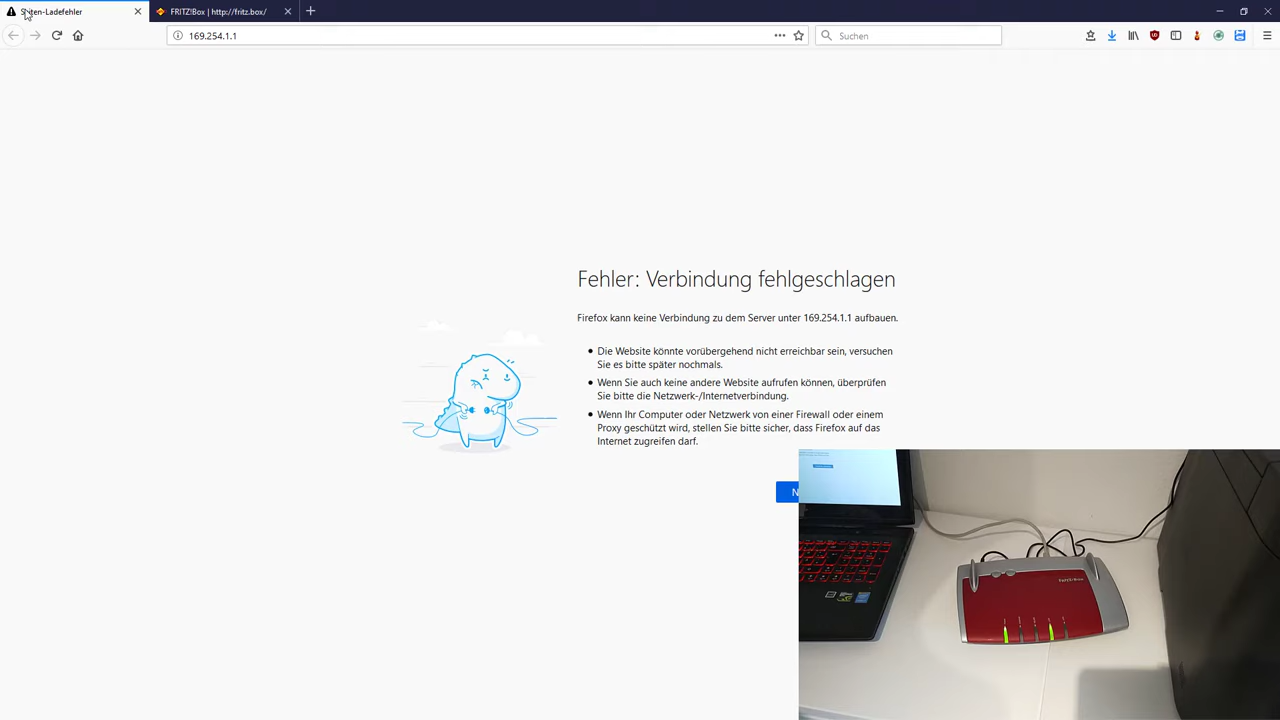 Seiten-Ladefehler
FRITZ!Box | http://fritz.box/
169.254.1.1
Suchen
Fehler: Verbindung fehlgeschlagen
Firefox kann keine Verbindung zu dem Server unter 169.254.1.1 aufbauen.
Die Website könnte vorübergehend nicht erreichbar sein, versuchen
Sie es bitte später nochmals.
Wenn Sie auch keine andere Website aufrufen können, überprüfen
Sie bitte die Netzwerk-/Internetverbindung.
Wenn Ihr Computer oder Netzwerk von einer Firewall oder einem
Proxy geschützt wird, stellen Sie bitte sicher, dass Firefox auf das
Internet zugreifen darf.
N
FRITZ!Box